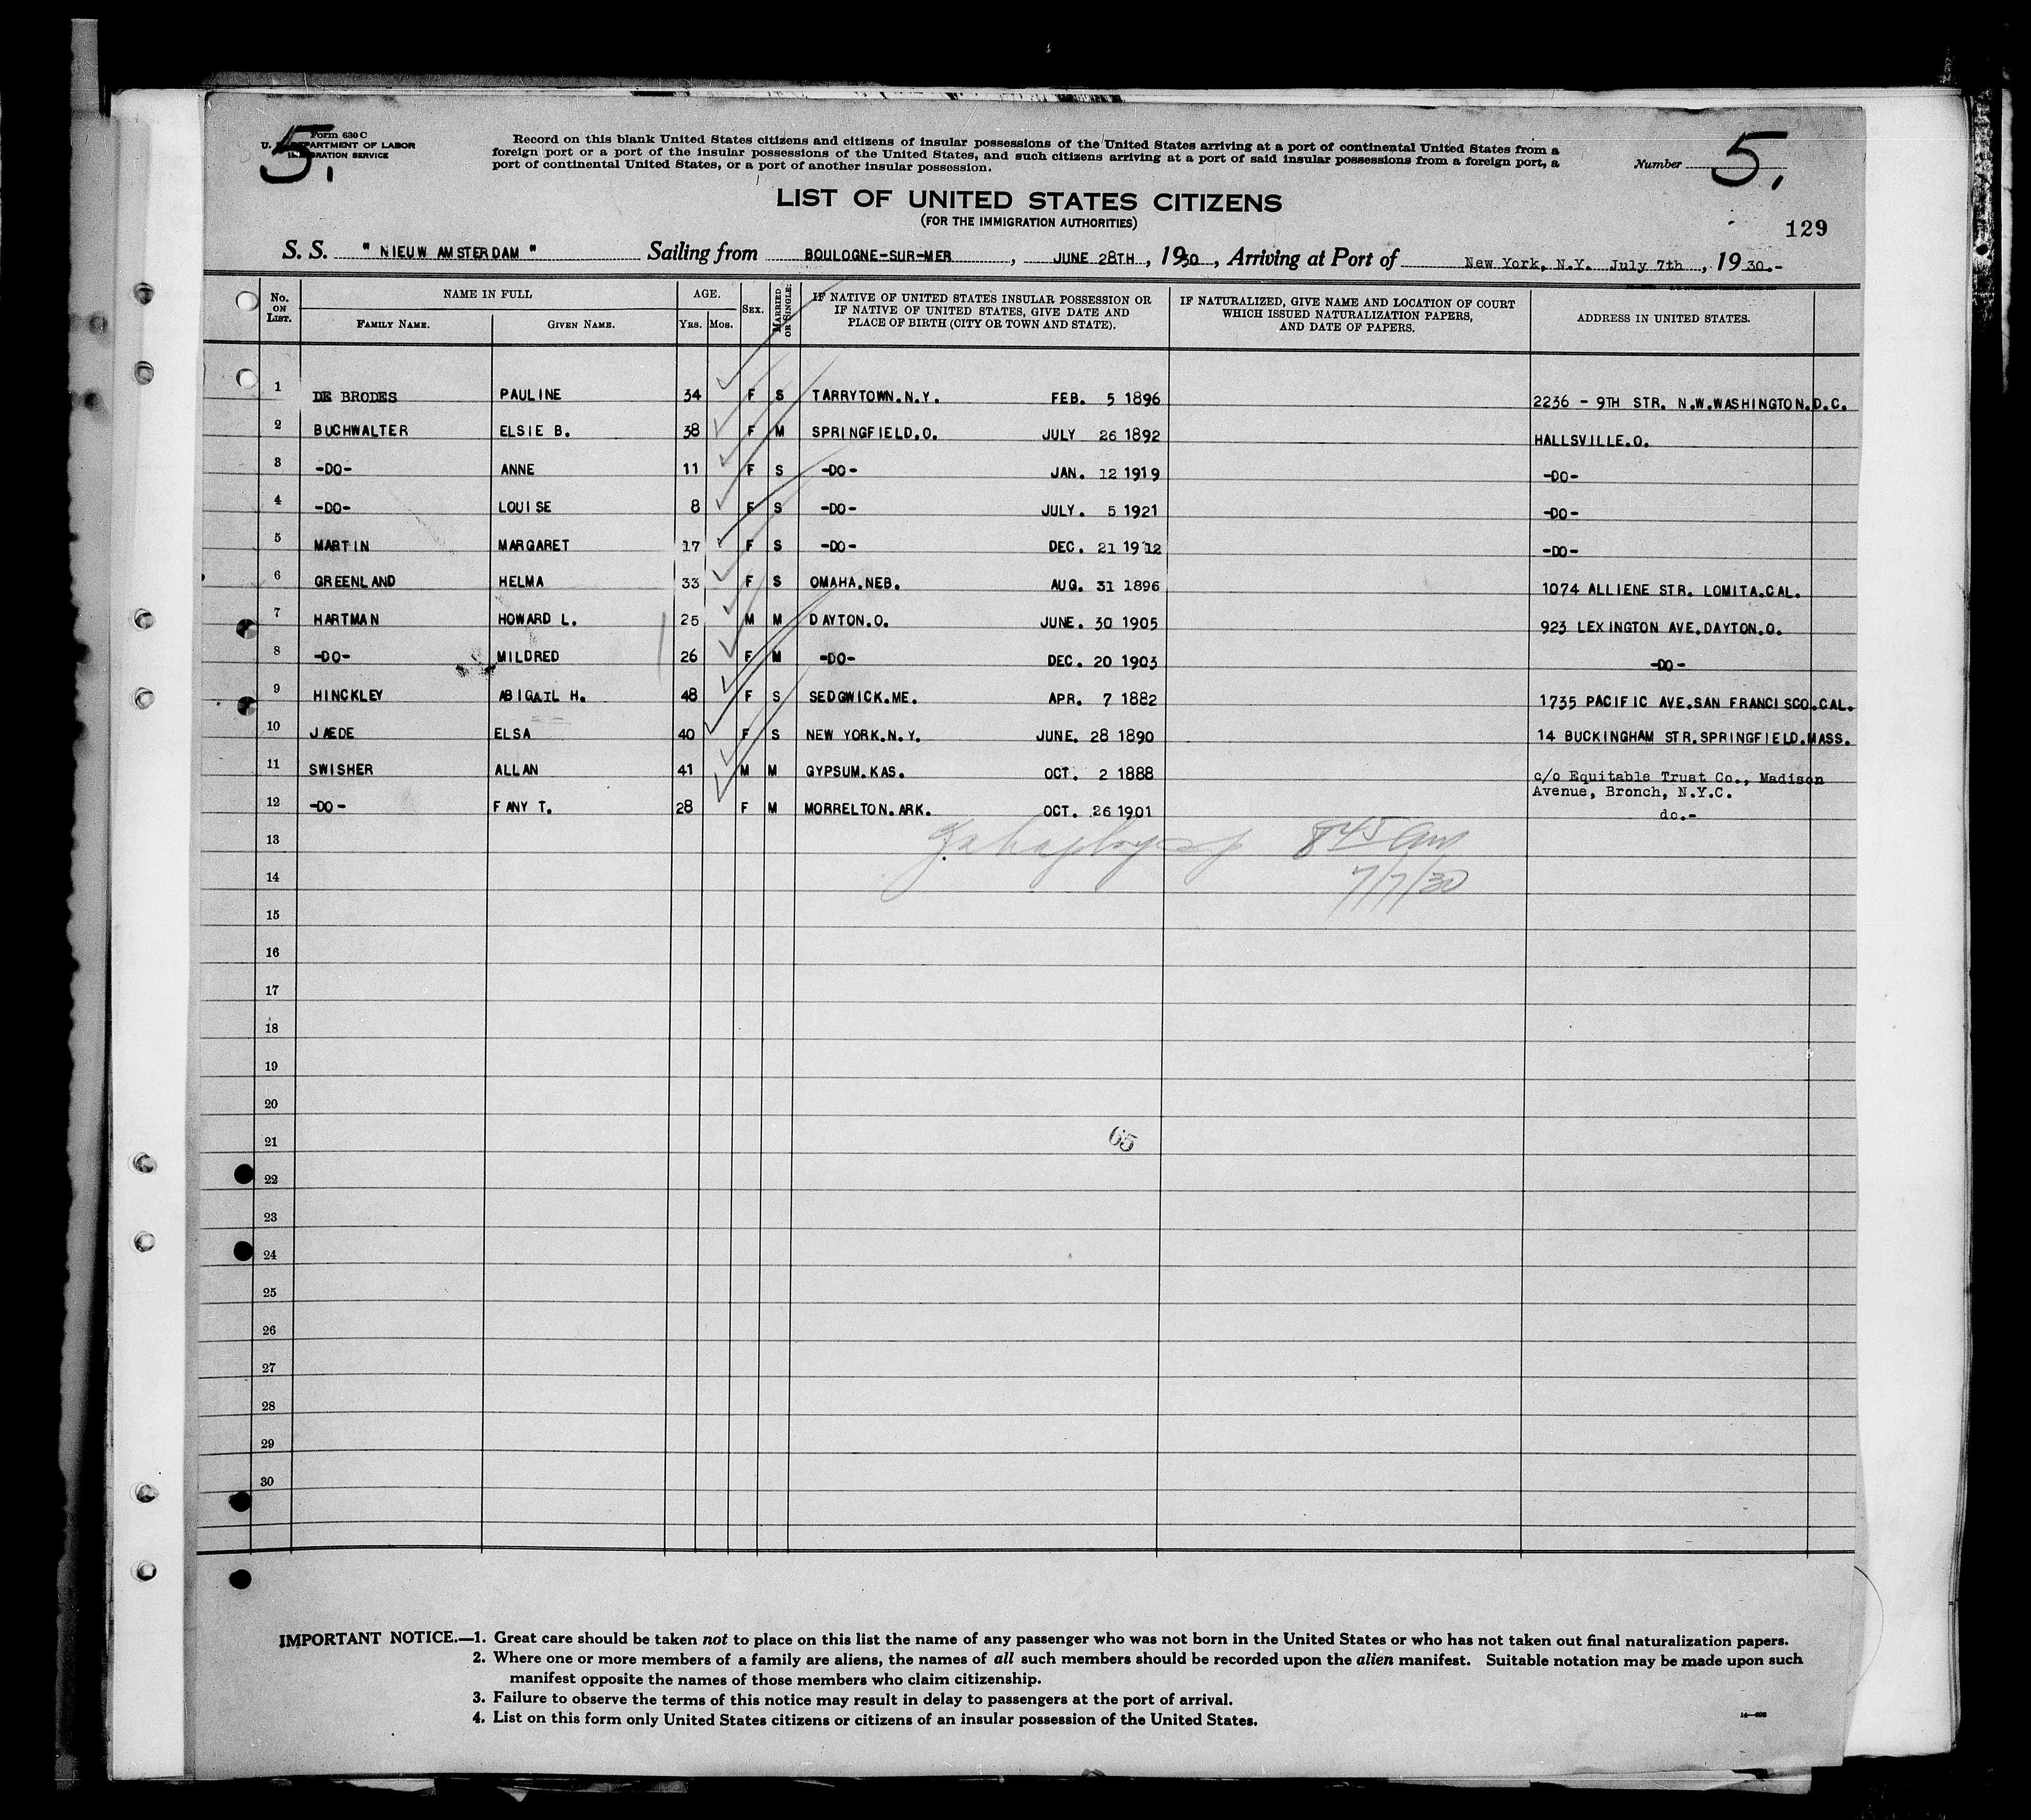 Form 630 C
U. S. DEPARTMENT OF LABOR
IMMIGRATION SERVICE
5.
Record on this blank United States citizens and citizens of insular possessions of the United States arriving at a port of continental United States from a
foreign port or a port of the insular possessions of the United States, and such citizens arriving at a port of said insular possessions from a foreign port, a
port of continental United States, or a port of another insular possession.
Number 5.
LIST OF UNITED STATES CITIZENS
(FOR THE IMMIGRATION AUTHORITIES)
129
S. S. "NIEUW AMSTERDAM" Sailing from BOULOGNE-SUR-MER, JUNE 28TH, 1930, Arriving at Port of New York, N.Y. July 7th, 1930.-
No. ON LIST. NAME IN FULL FAMILY NAME. GIVEN NAME. AGE. YRS. MOS. SEX. MARRIED OR SINGLE. IF NATIVE OF UNITED STATES INSULAR POSSESSION OR IF NATIVE OF UNITED STATES, GIVE DATE AND PLACE OF BIRTH (CITY OR TOWN AND STATE). IF NATURALIZED, GIVE NAME AND LOCATION OF COURT WHICH ISSUED NATURALIZATION PAPERS, AND DATE OF PAPERS. ADDRESS IN UNITED STATES.
1 DE BRODES PAULINE 34 F S TARRYTOWN.N.Y. FEB. 5 1896 2236 - 9TH STR. N.W.WASHINGTON.D.C.
2 BUCHWALTER ELSIE B. 38 F M SPRINGFIELD.O. JULY 26 1892 HALLSVILLE.O.
3 -DO- ANNE 11 F S -DO- JAN. 12 1919 -DO-
4 -DO- LOUISE 8 F S -DO- JULY. 5 1921 -DO-
5 MARTIN MARGARET 17 F S -DO- DEC. 21 1912 -DO-
6 GREENLAND HELMA 33 F S OMAHA.NEB. AUG. 31 1896 1074 ALLIENE STR. LOMITA.CAL.
7 HARTMAN HOWARD L. 25 M M DAYTON.O. JUNE. 30 1905 923 LEXINGTON AVE.DAYTON.O.
8 -DO- MILDRED 26 F M -DO- DEC. 20 1903 -DO-
9 HINCKLEY ABIGAIL H. 48 F S SEDGWICK.ME. APR. 7 1882 1735 PACIFIC AVE.SAN FRANCISCO.CAL.
10 JAEDE ELSA 40 F S NEW YORK.N.Y. JUNE. 28 1890 14 BUCKINGHAM STR.SPRINGFIELD.MASS.
11 SWISHER ALLAN 41 M M GYPSUM.KAS. OCT. 2 1888 c/o Equitable Trust Co., Madison
Avenue, Bronch, N.Y.C.
12 -DO- FANY T. 28 F M MORRELTON.ARK. OCT. 26 1901 do.-
13 8 45 am
14 7/7/30
15
16
17
18
19
20
21 65
22
23
24
25
26
27
28
29
30
IMPORTANT NOTICE.—1. Great care should be taken not to place on this list the name of any passenger who was not born in the United States or who has not taken out final naturalization papers.
2. Where one or more members of a family are aliens, the names of all such members should be recorded upon the alien manifest. Suitable notation may be made upon such
manifest opposite the names of those members who claim citizenship.
3. Failure to observe the terms of this notice may result in delay to passengers at the port of arrival.
4. List on this form only United States citizens or citizens of an insular possession of the United States.